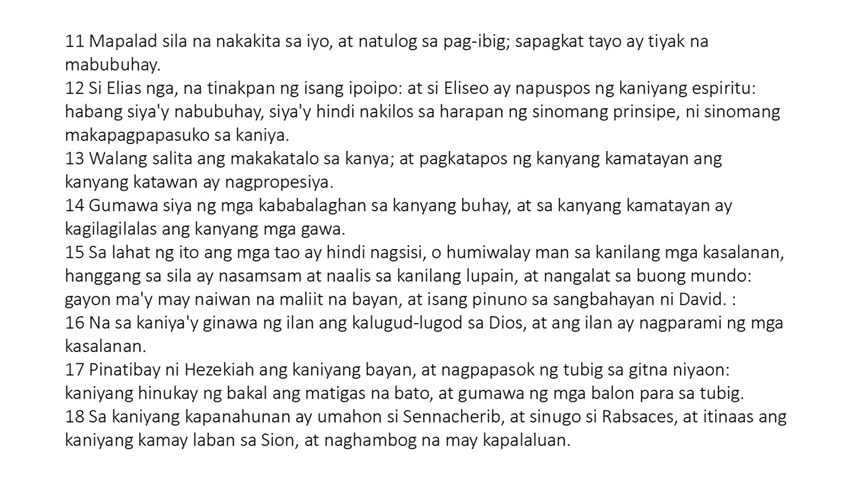 11 Mapalad sila na nakakita sa iyo, at natulog sa pag-ibig; sapagkat tayo ay tiyak na
mabubuhay.
12 Si Elias nga, na tinakpan ng isang ipoipo: at si Eliseo ay napuspos ng kaniyang espiritu:
habang siya'y nabubuhay, siya'y hindi nakilos sa harapan ng sinomang prinsipe, ni sinomang
makapagpapasuko sa kaniya.
13 Walang salita ang makakatalo sa kanya; at pagkatapos ng kanyang kamatayan ang
kanyang katawan ay nagpropesiya.
14 Gumawa siya ng mga kababalaghan sa kanyang buhay, at sa kanyang kamatayan ay
kagilagilalas ang kanyang mga gawa.
15 Sa lahat ng ito ang mga tao ay hindi nagsisi, o humiwalay man sa kanilang mga kasalanan,
hanggang sa sila ay nasamsam at naalis sa kanilang lupain, at nangalat sa buong mundo:
gayon ma'y may naiwan na maliit na bayan, at isang pinuno sa sangbahayan ni David. :
16 Na sa kaniya'y ginawa ng ilan ang kalugud-lugod sa Dios, at ang ilan ay nagparami ng mga
kasalanan.
17 Pinatibay ni Hezekiah ang kaniyang bayan, at nagpapasok ng tubig sa gitna niyaon:
kaniyang hinukay ng bakal ang matigas na bato, at gumawa ng mga balon para sa tubig.
18 Sa kaniyang kapanahunan ay umahon si Sennacherib, at sinugo si Rabsaces, at itinaas ang
kaniyang kamay laban sa Sion, at naghambog na may kapalaluan.